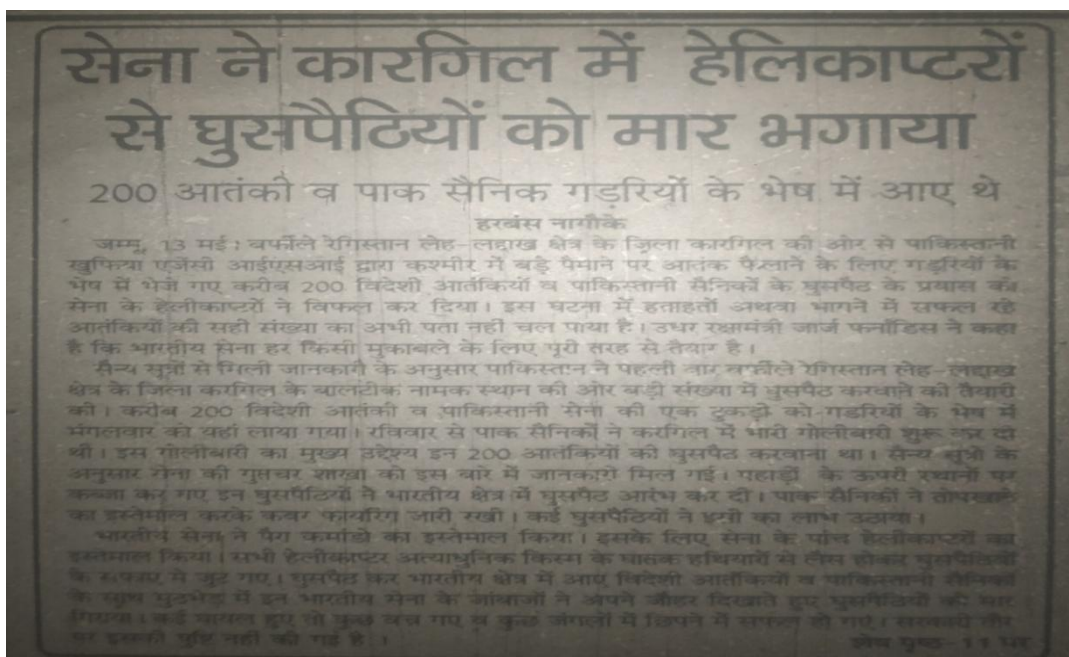 सेना ने कारगिल में हेलिकाप्टरों
से घुसपैठियों को मार भगाया
200 आतंकी व पाक सैनिक गड़रियों के भेष में आए थे
हरबंस नागीके
जम्मू, 13 मई : बर्फीले रेगिस्तान लेह-लद्दाख क्षेत्र के ज़िला कारगिल की ओर से पाकिस्तानी
खुफिया एजेंसी आईएसआई द्वारा कश्मीर में बड़े पैमाने पर आतंक फैलाने के लिए गड़रियों के
भेष में भेजे गए करीब 200 विदेशी आतंकियों व पाकिस्तानी सैनिकों के घुसपैठ के प्रयास को
सेना के हेलीकाप्टरों ने विफल कर दिया। इस घटना में हताहतों अथवा भागने में सफल रहे
आतंकियों की सही संख्या का अभी पता नहीं चल पाया है। उधर रक्षामंत्री जार्ज फर्नांडिस ने कहा
है कि भारतीय सेना हर किसी मुकाबले के लिए पूरी तरह से तैयार है।
सैन्य सूत्रों से मिली जानकारी के अनुसार पाकिस्तान ने पहली बार बर्फीले रेगिस्तान लेह-लद्दाख
क्षेत्र के जिला करगिल के बालटीक नामक स्थान की ओर बड़ी संख्या में घुसपैठ करवाने की तैयारी
की। करीब 200 विदेशी आतंकी व पाकिस्तानी सेना की एक टुकड़ी को गडरियों के भेष में
मंगलवार को यहां लाया गया। रविवार से पाक सैनिकों ने करगिल में भारी गोलीबारी शुरू कर दी
थी। इस गोलीबारी का मुख्य उद्देश्य इन 200 आतंकियों की घुसपैठ करवाना था। सैन्य सूत्रों के
अनुसार सेना की गुप्तचर शाखा को इस बारे में जानकारी मिल गई। पहाड़ी के ऊपरी स्थानों पर
कब्जा कर गए इन घुसपैठियों ने भारतीय क्षेत्र में घुसपैठ आरंभ कर दी। पाक सैनिकों ने तोपखाने
का इस्तेमाल करके कवर फायरिंग जारी रखी। कई घुसपैठियों ने इसी का लाभ उठाया।
भारतीय सेना ने पैरा कमांडो का इस्तेमाल किया। इसके लिए सेना के पांच हेलीकाप्टरों का
इस्तेमाल किया। सभी हेलीकाप्टर अत्याधुनिक किस्म के घातक हथियारों से लैस होकर घुसपैठियों
के सफाए में जुट गए। घुसपैठ कर भारतीय क्षेत्र में आए विदेशी आतंकियों व पाकिस्तानी सैनिकों
के साथ मुठभेड़ में इन भारतीय सेना के जांबाजों ने अपने जौहर दिखाते हुए घुसपैठियों को मार
गिराया। कई घायल हुए तो कुछ बच गए व कुछ जंगलों में छिपने में सफल हो गए। सरकारी तौर
पर इसकी पुष्टि नहीं की गई है।
शेष पृष्ठ- 11 पर